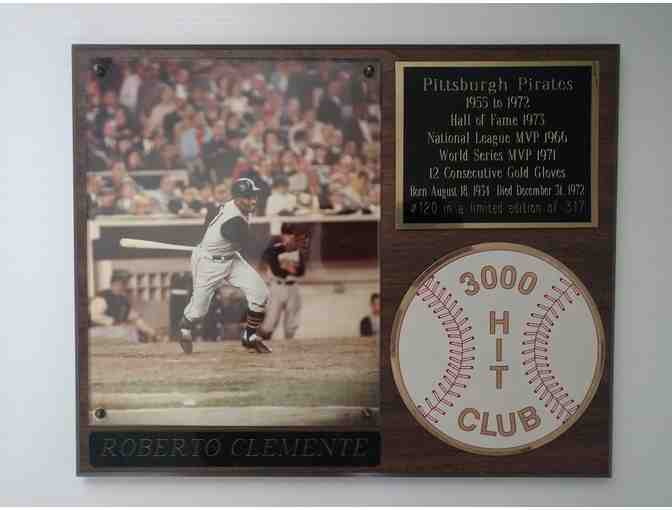 Pittsburgh Pirates
1955 to 1972
Hall of Fame 1973
National League MVP 1966
World Series MVP 1971
12 Consecutive Gold Gloves
Born August 18, 1934 - Died December 31, 1972
#120 in a limited edition of 317
3000
HIT
CLUB
ROBERTO CLEMENTE